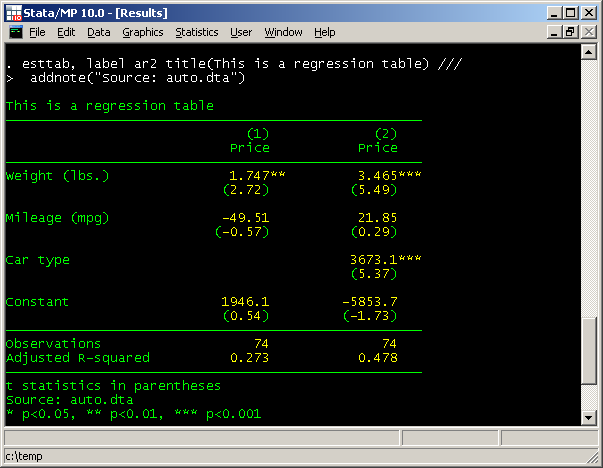 Stata/MP 10.0 - [Results]
File Edit Data Graphics Statistics User Window Help
. esttab, label ar2 title(This is a regression table) ///
> addnote("Source: auto.dta")
This is a regression table
(1) (2)
Price Price
Weight (lbs.) 1.747** 3.465***
(2.72) (5.49)
Mileage (mpg) -49.51 21.85
(-0.57) (0.29)
Car type 3673.1***
(5.37)
Constant 1946.1 -5853.7
(0.54) (-1.73)
Observations 74 74
Adjusted R-squared 0.273 0.478
t statistics in parentheses
Source: auto.dta
* p<0.05, ** p<0.01, *** p<0.001
c:\temp